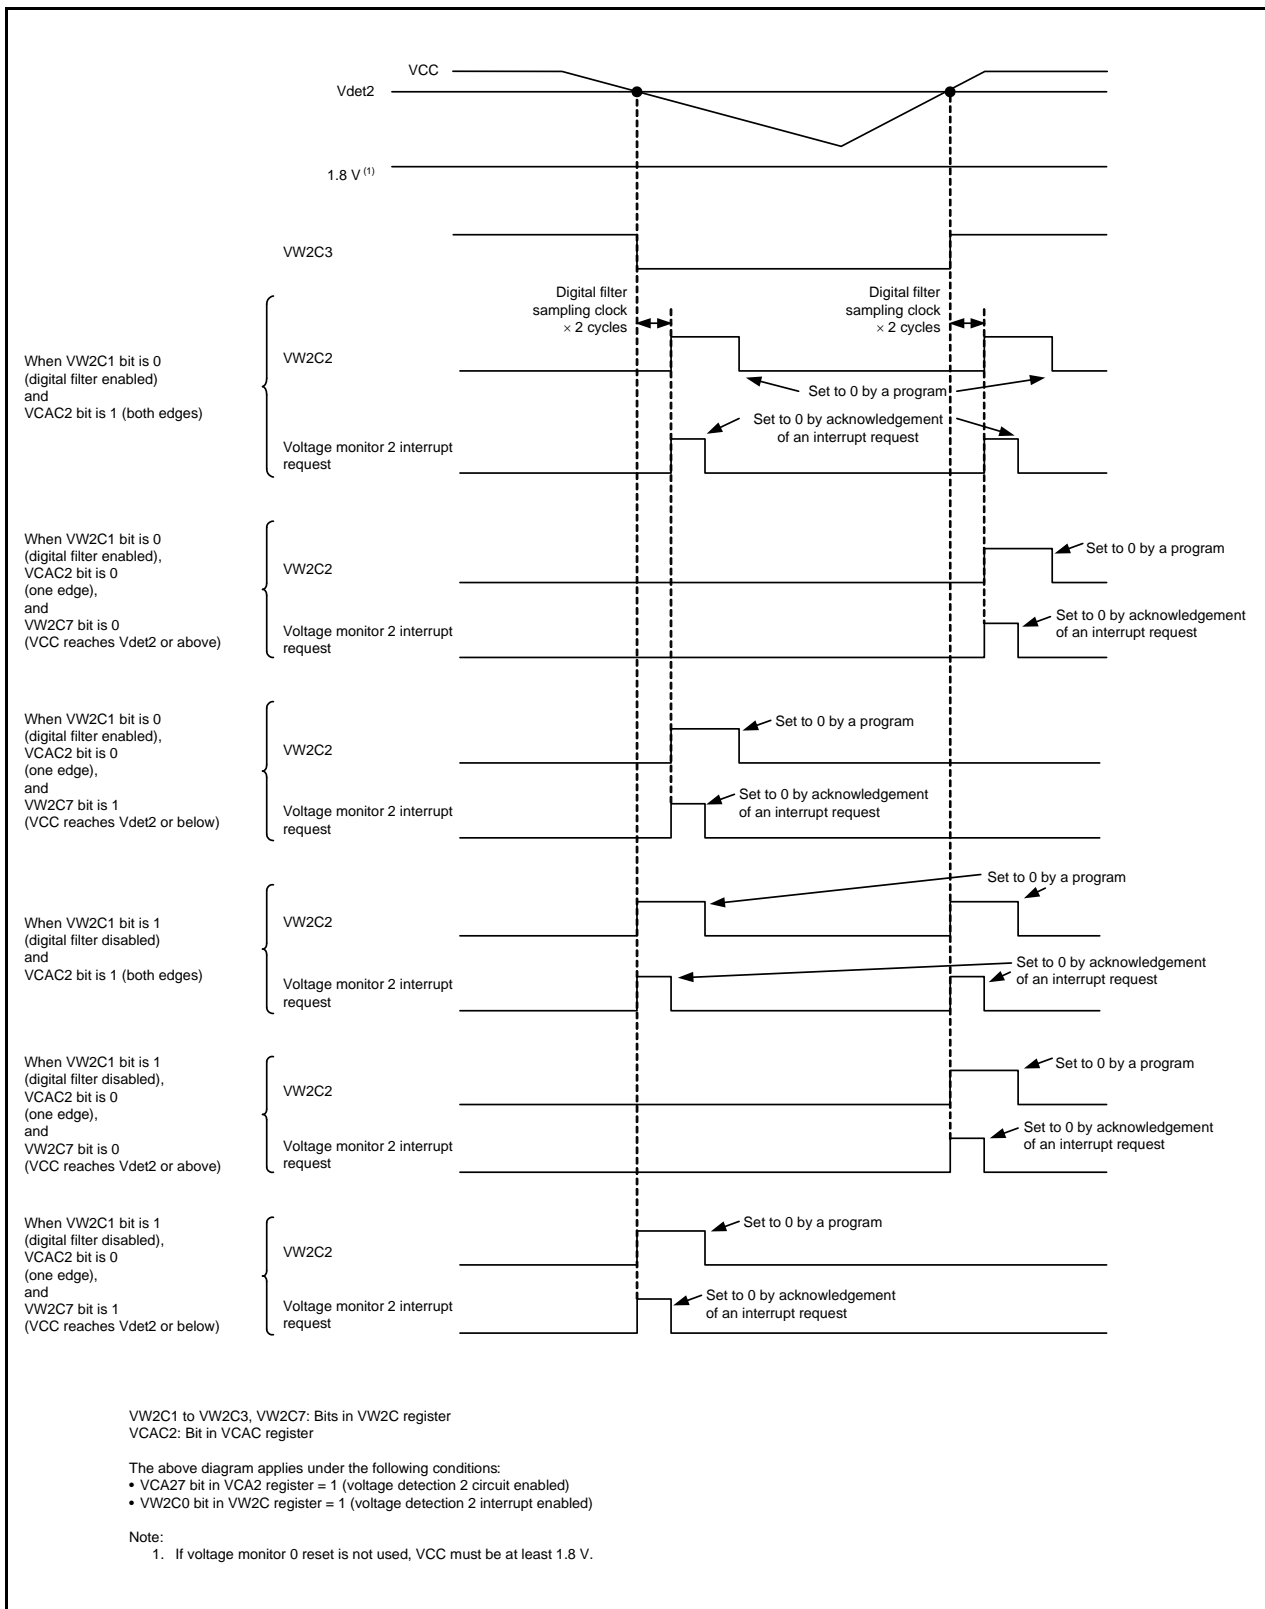 VCC
Vdet2
1.8 V (1)
VW2C3
Digital filter
sampling clock
× 2 cycles
Digital filter
sampling clock
× 2 cycles
When VW2C1 bit is 0
(digital filter enabled)
and
VCAC2 bit is 1 (both edges)
VW2C2
Set to 0 by a program
Set to 0 by acknowledgement
of an interrupt request
Voltage monitor 2 interrupt
request
When VW2C1 bit is 0
(digital filter enabled),
VCAC2 bit is 0
(one edge),
and
VW2C7 bit is 0
(VCC reaches Vdet2 or above)
VW2C2
Set to 0 by a program
Voltage monitor 2 interrupt
request
Set to 0 by acknowledgement
of an interrupt request
When VW2C1 bit is 0
(digital filter enabled),
VCAC2 bit is 0
(one edge),
and
VW2C7 bit is 1
(VCC reaches Vdet2 or below)
VW2C2
Set to 0 by a program
Voltage monitor 2 interrupt
request
Set to 0 by acknowledgement
of an interrupt request
When VW2C1 bit is 1
(digital filter disabled)
and
VCAC2 bit is 1 (both edges)
VW2C2
Set to 0 by a program
Voltage monitor 2 interrupt
request
Set to 0 by acknowledgement
of an interrupt request
When VW2C1 bit is 1
(digital filter disabled),
VCAC2 bit is 0
(one edge),
and
VW2C7 bit is 0
(VCC reaches Vdet2 or above)
VW2C2
Set to 0 by a program
Voltage monitor 2 interrupt
request
Set to 0 by acknowledgement
of an interrupt request
When VW2C1 bit is 1
(digital filter disabled),
VCAC2 bit is 0
(one edge),
and
VW2C7 bit is 1
(VCC reaches Vdet2 or below)
VW2C2
Set to 0 by a program
Voltage monitor 2 interrupt
request
Set to 0 by acknowledgement
of an interrupt request
VW2C1 to VW2C3, VW2C7: Bits in VW2C register
VCAC2: Bit in VCAC register
The above diagram applies under the following conditions:
• VCA27 bit in VCA2 register = 1 (voltage detection 2 circuit enabled)
• VW2C0 bit in VW2C register = 1 (voltage detection 2 interrupt enabled)
Note:
1. If voltage monitor 0 reset is not used, VCC must be at least 1.8 V.